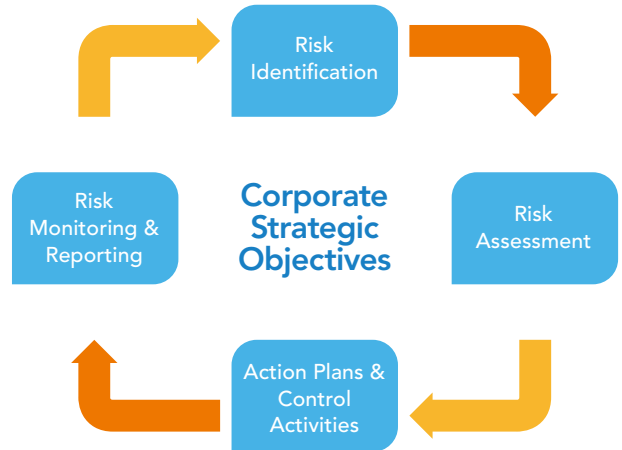 Risk
Identification
Risk
Monitoring &
Reporting
Corporate
Strategic
Objectives
Risk
Assessment
Action Plans &
Control
Activities